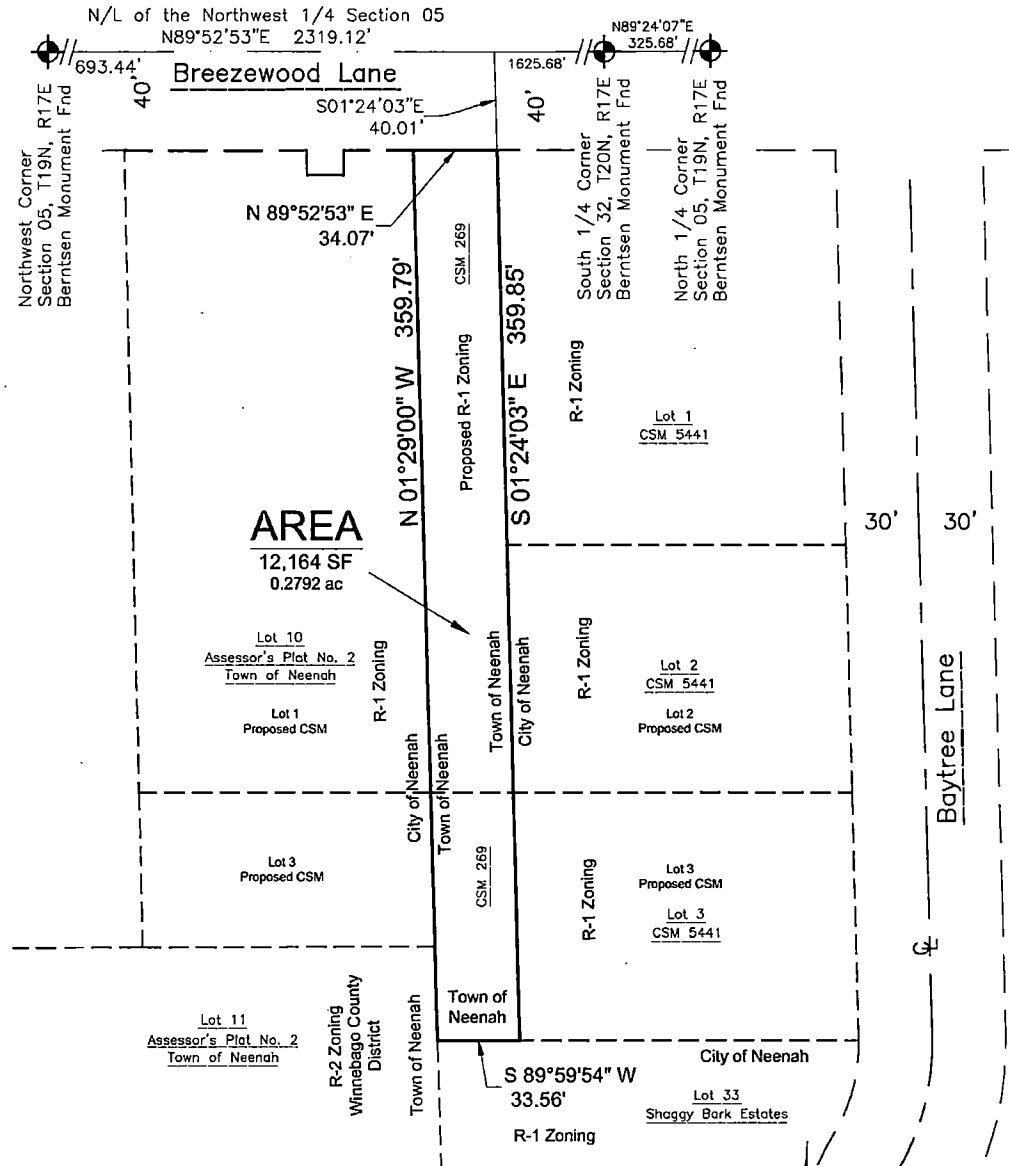 N/L of the Northwest 1/4 Section 05
N89°52'53"E 2319.12'
N89°24'07"E
325.68'
693.44'
Breezewood Lane
1625.68'
40'
S01°24'03"E
40.01'
40'
Northwest Corner
Section 05, T19N, R17E
Berntsen Monument Fnd
South 1/4 Corner
Section 32, T20N, R17E
Berntsen Monument Fnd
North 1/4 Corner
Section 05, T19N, R17E
Berntsen Monument Fnd
N 89°52'53" E
34.07'
CSM 269
N 01°29'00" W 359.79'
Proposed R-1 Zoning
S 01°24'03" E 359.85'
R-1 Zoning
Lot 1
CSM 5441
AREA
12,164 SF
0.2792 ac
30'
30'
Lot 10
Assessor's Plat No. 2
Town of Neenah
Lot 1
Proposed CSM
R-1 Zoning
Town of Neenah
City of Neenah
R-1 Zoning
Lot 2
CSM 5441
Lot 2
Proposed CSM
Baytree Lane
City of Neenah
Town of Neenah
Lot 3
Proposed CSM
CSM 269
R-1 Zoning
Lot 3
Proposed CSM
Lot 3
CSM 5441
CL
Town of
Neenah
Lot 11
Assessor's Plat No. 2
Town of Neenah
R-2 Zoning
Winnebago County
District
Town of Neenah
City of Neenah
S 89°59'54" W
33.56'
Lot 33
Shaggy Bark Estates
R-1 Zoning